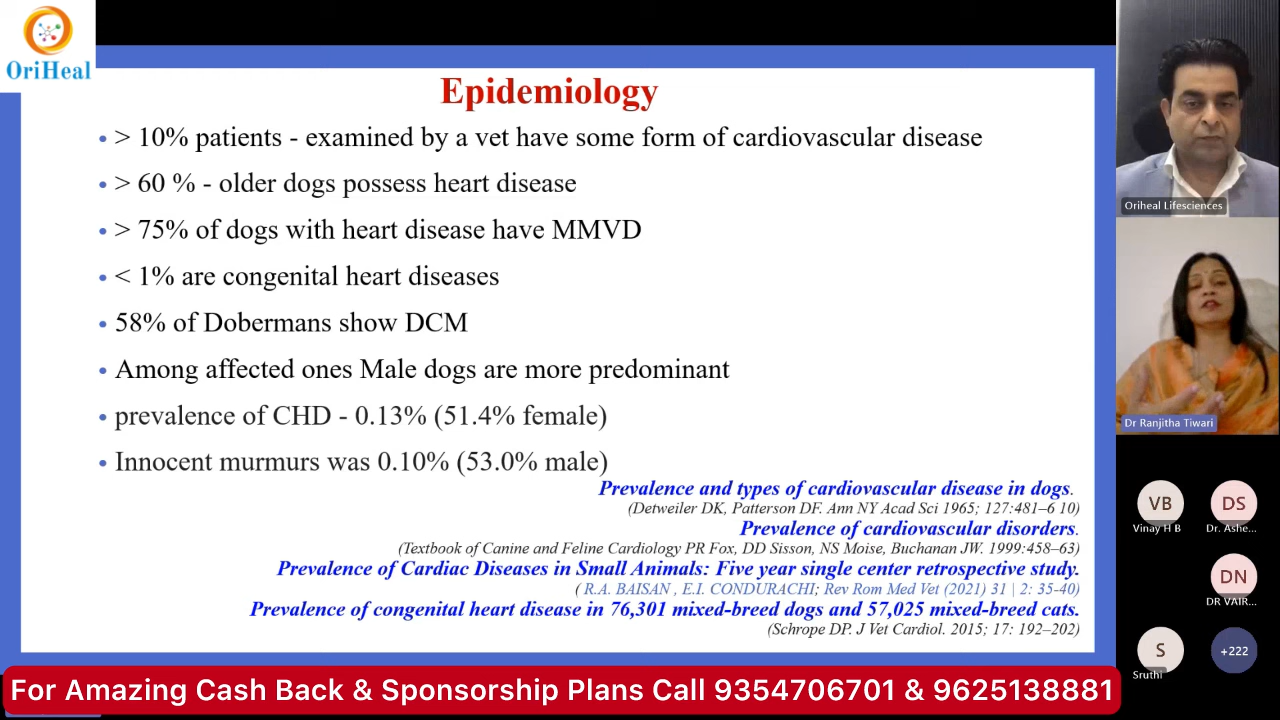 OriHeal
Epidemiology
• > 10% patients - examined by a vet have some form of cardiovascular disease
• > 60 % - older dogs possess heart disease
• > 75% of dogs with heart disease have MMVD
• < 1% are congenital heart diseases
• 58% of Dobermans show DCM
• Among affected ones Male dogs are more predominant
• prevalence of CHD - 0.13% (51.4% female)
• Innocent murmurs was 0.10% (53.0% male)
Prevalence and types of cardiovascular disease in dogs.
(Detweiler DK, Patterson DF. Ann NY Acad Sci 1965; 127:481–6 10)
Prevalence of cardiovascular disorders.
(Textbook of Canine and Feline Cardiology PR Fox, DD Sisson, NS Moise, Buchanan JW. 1999:458–63)
Prevalence of Cardiac Diseases in Small Animals: Five year single center retrospective study.
( R.A. BAISAN , E.I. CONDURACHI; Rev Rom Med Vet (2021) 31 | 2: 35-40)
Prevalence of congenital heart disease in 76,301 mixed-breed dogs and 57,025 mixed-breed cats.
(Schrope DP. J Vet Cardiol. 2015; 17: 192–202)
For Amazing Cash Back & Sponsorship Plans Call 9354706701 & 9625138881
Oriheal Lifesciences
Dr Ranjitha Tiwari
VB
DS
Vinay H B
Dr. Ashe...
DN
DR VAIR...
S
+222
Sruthi